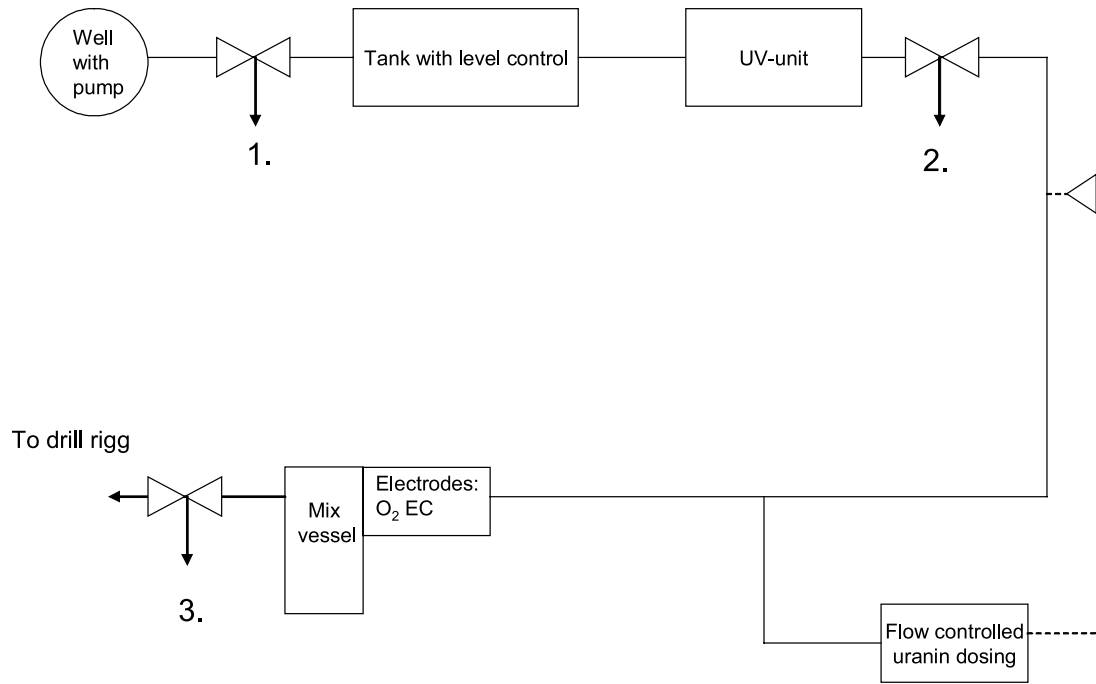 Well
with
pump
Tank with level control
UV-unit
1.
2.
To drill rigg
Electrodes:
O₂ EC
Mix
vessel
3.
Flow controlled
uranin dosing